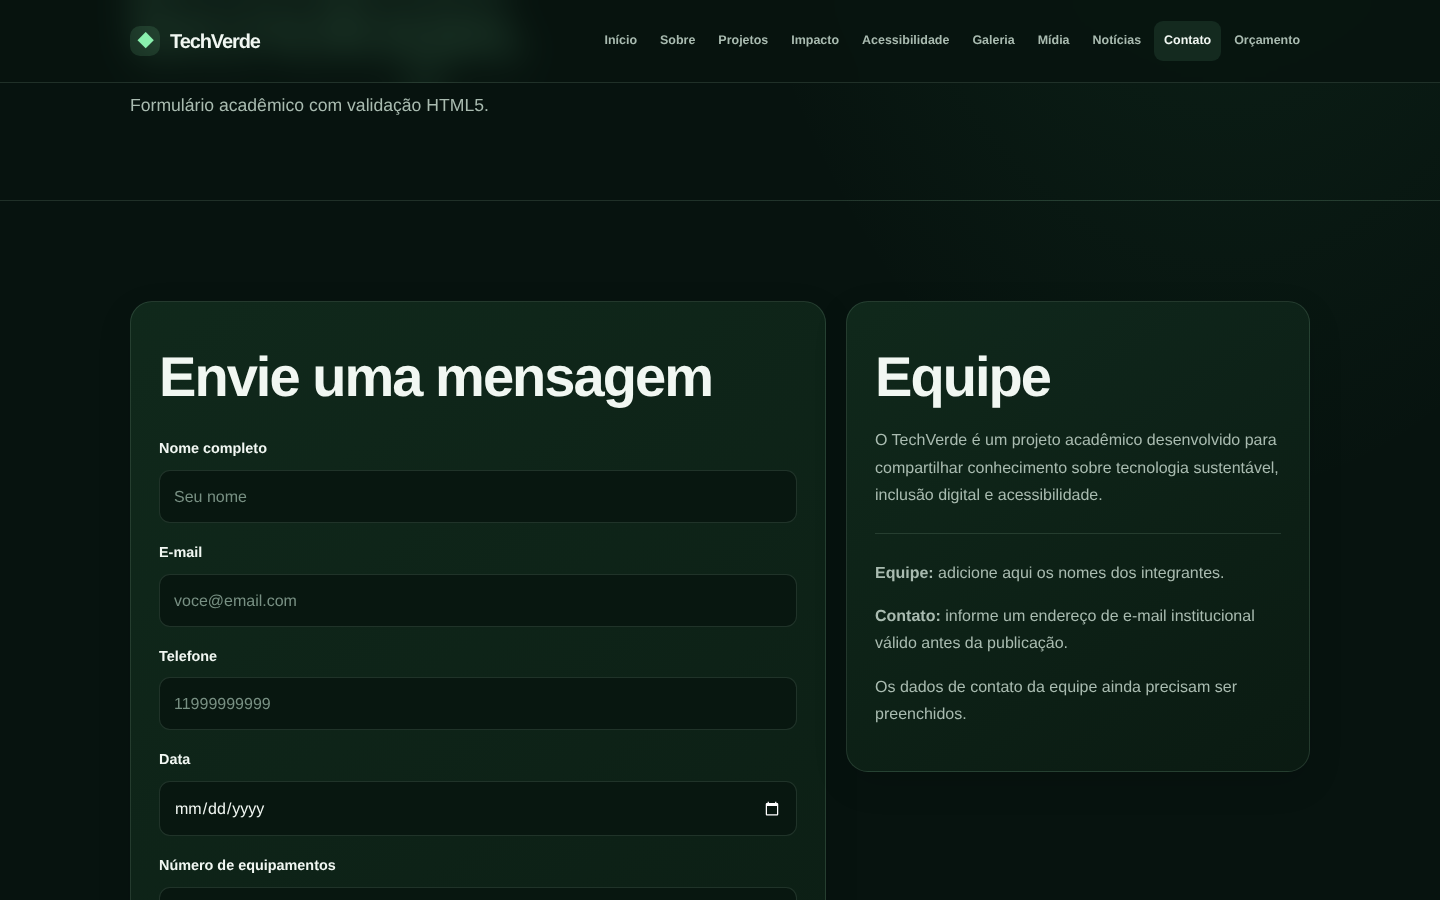 TechVerde
Início Sobre Projetos Impacto Acessibilidade Galeria Mídia Notícias Contato Orçamento
Formulário acadêmico com validação HTML5.
Envie uma mensagem
Nome completo
Seu nome
E-mail
voce@email.com
Telefone
11999999999
Data
mm/dd/yyyy
Número de equipamentos
Equipe
O TechVerde é um projeto acadêmico desenvolvido para
compartilhar conhecimento sobre tecnologia sustentável,
inclusão digital e acessibilidade.
Equipe: adicione aqui os nomes dos integrantes.
Contato: informe um endereço de e-mail institucional
válido antes da publicação.
Os dados de contato da equipe ainda precisam ser
preenchidos.